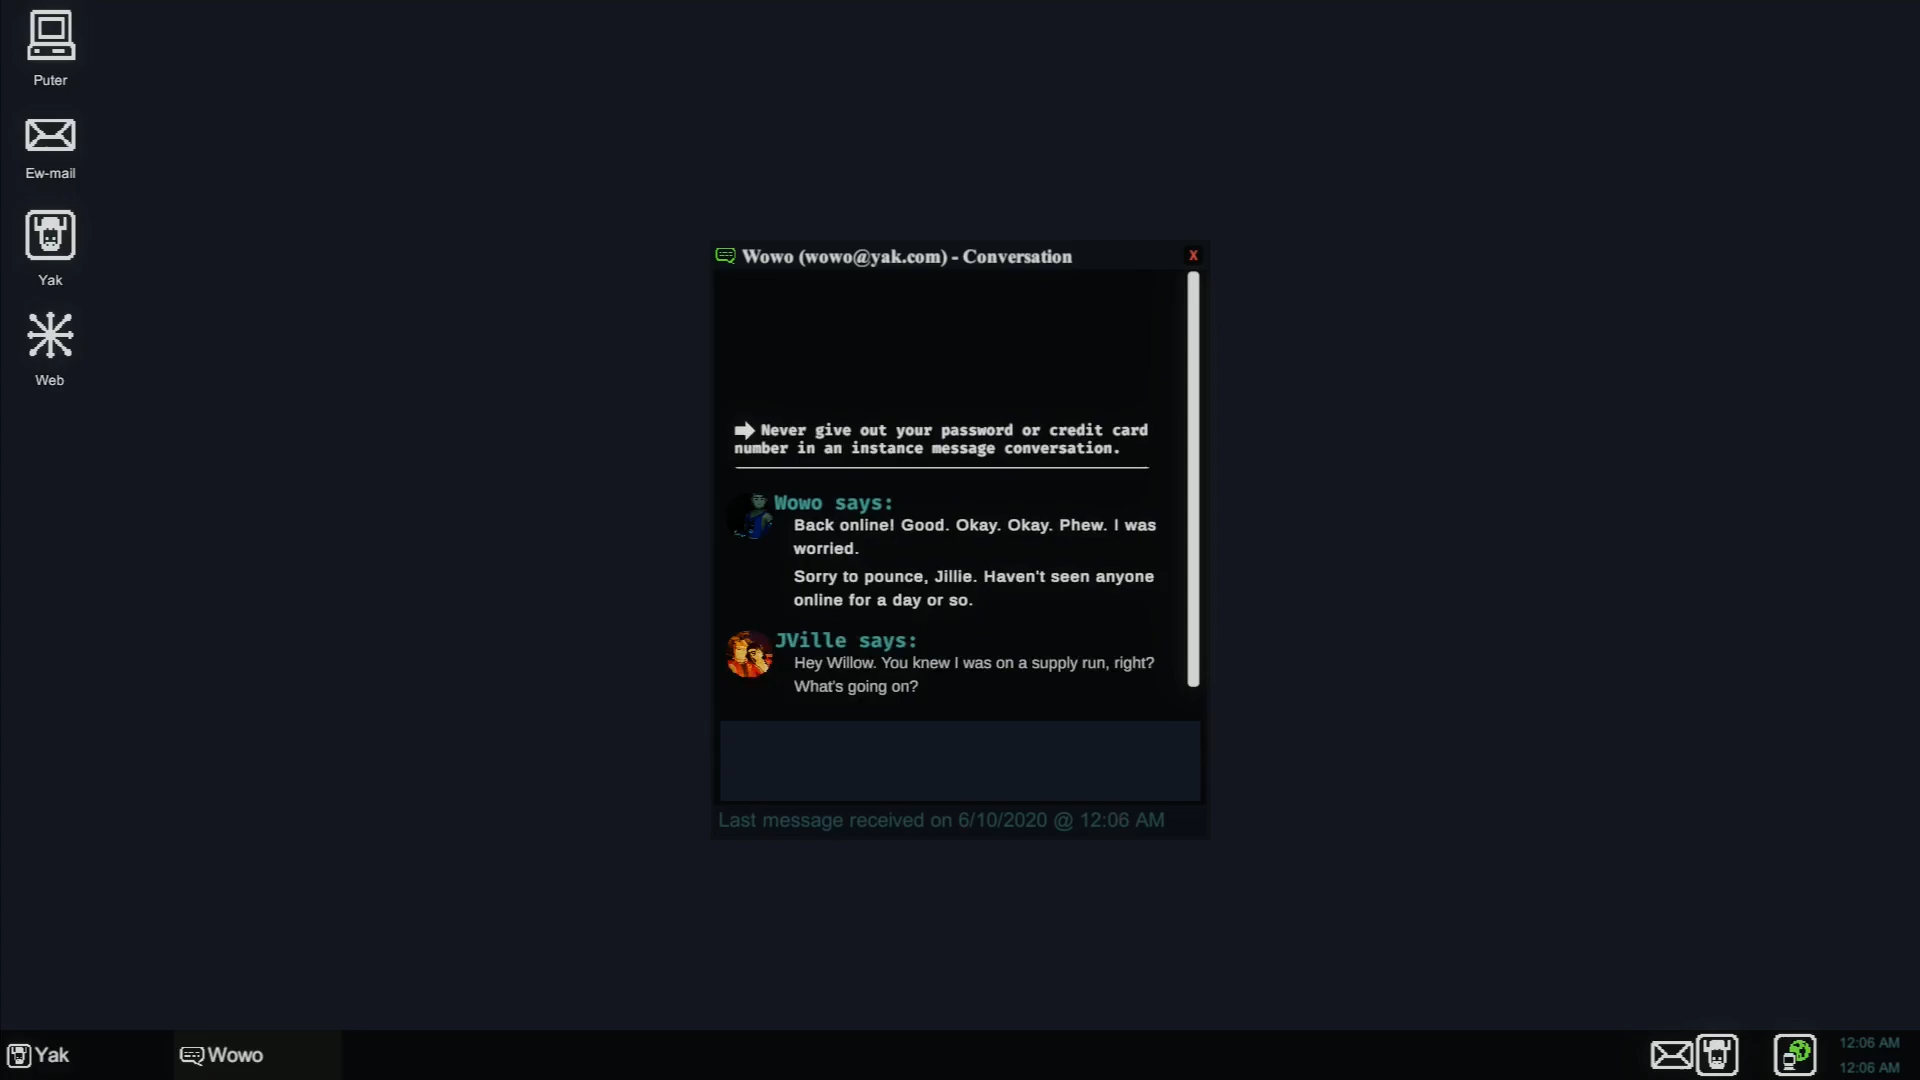 Puter
Ew-mail
Yak
Web
Wowo (wowo@yak.com) - Conversation
X
Never give out your password or credit card
number in an instance message conversation.
Wowo says:
Back online! Good. Okay. Okay. Phew. I was
worried.
Sorry to pounce, Jillie. Haven't seen anyone
online for a day or so.
JVille says:
Hey Willow. You knew I was on a supply run, right?
What's going on?
Last message received on 6/10/2020 @ 12:06 AM
Yak
Wowo
12:06 AM
12:06 AM